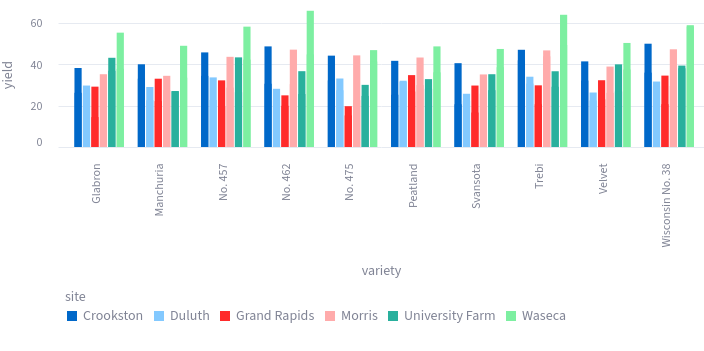 60
40
20
0
yield
Glabron
Manchuria
No. 457
No. 462
No. 475
Peatland
Svansota
Trebi
Velvet
Wisconsin No. 38
variety
site
Crookston Duluth Grand Rapids Morris University Farm Waseca